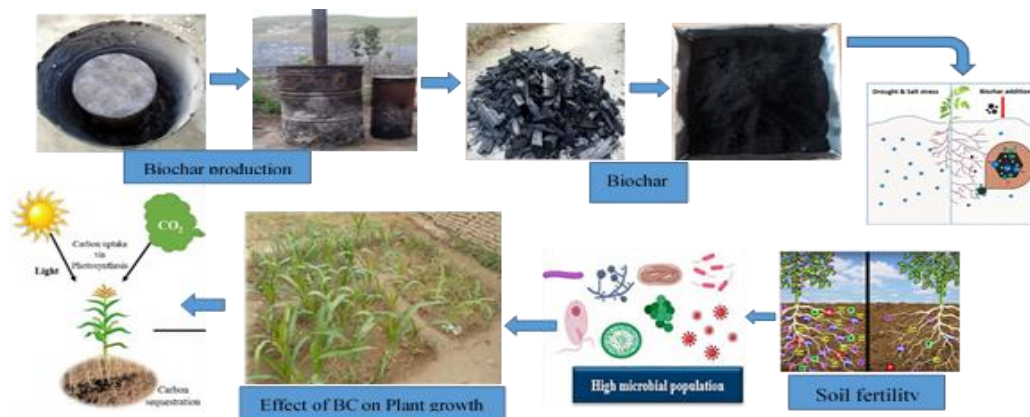 Drought & Salt stress
Biochar addition
Biochar production
Biochar
CO2
Carbon uptake
via
Photosynthesis
Light
Carbon
sequestration
Effect of BC on Plant growth
High microbial population
Soil fertility